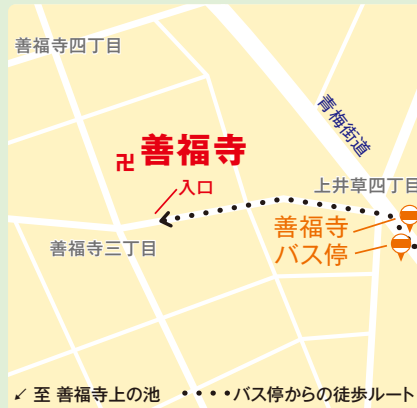 善福寺四丁目
青梅街道
卍 善福寺
入口
上井草四丁目
善福寺
バス停
善福寺三丁目
↙ 至 善福寺上の池 ・・・・バス停からの徒歩ルート